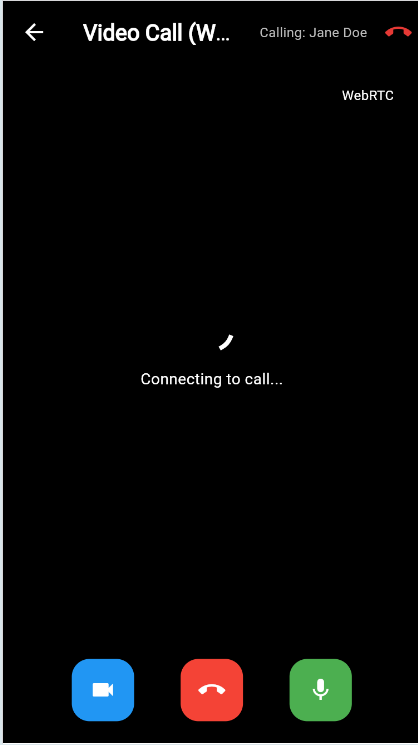 Video Call (W...
Calling: Jane Doe
WebRTC
Connecting to call...